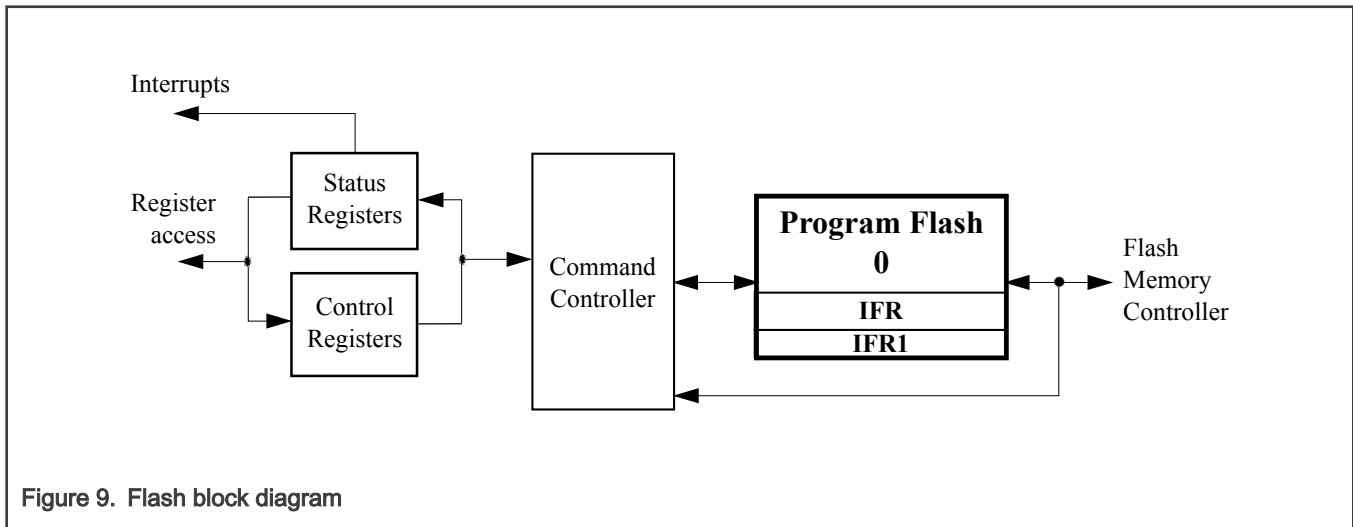 Interrupts
Register
access
Status
Registers
Control
Registers
Command
Controller
Program Flash
0
IFR
IFR1
Flash
Memory
Controller
Figure 9. Flash block diagram